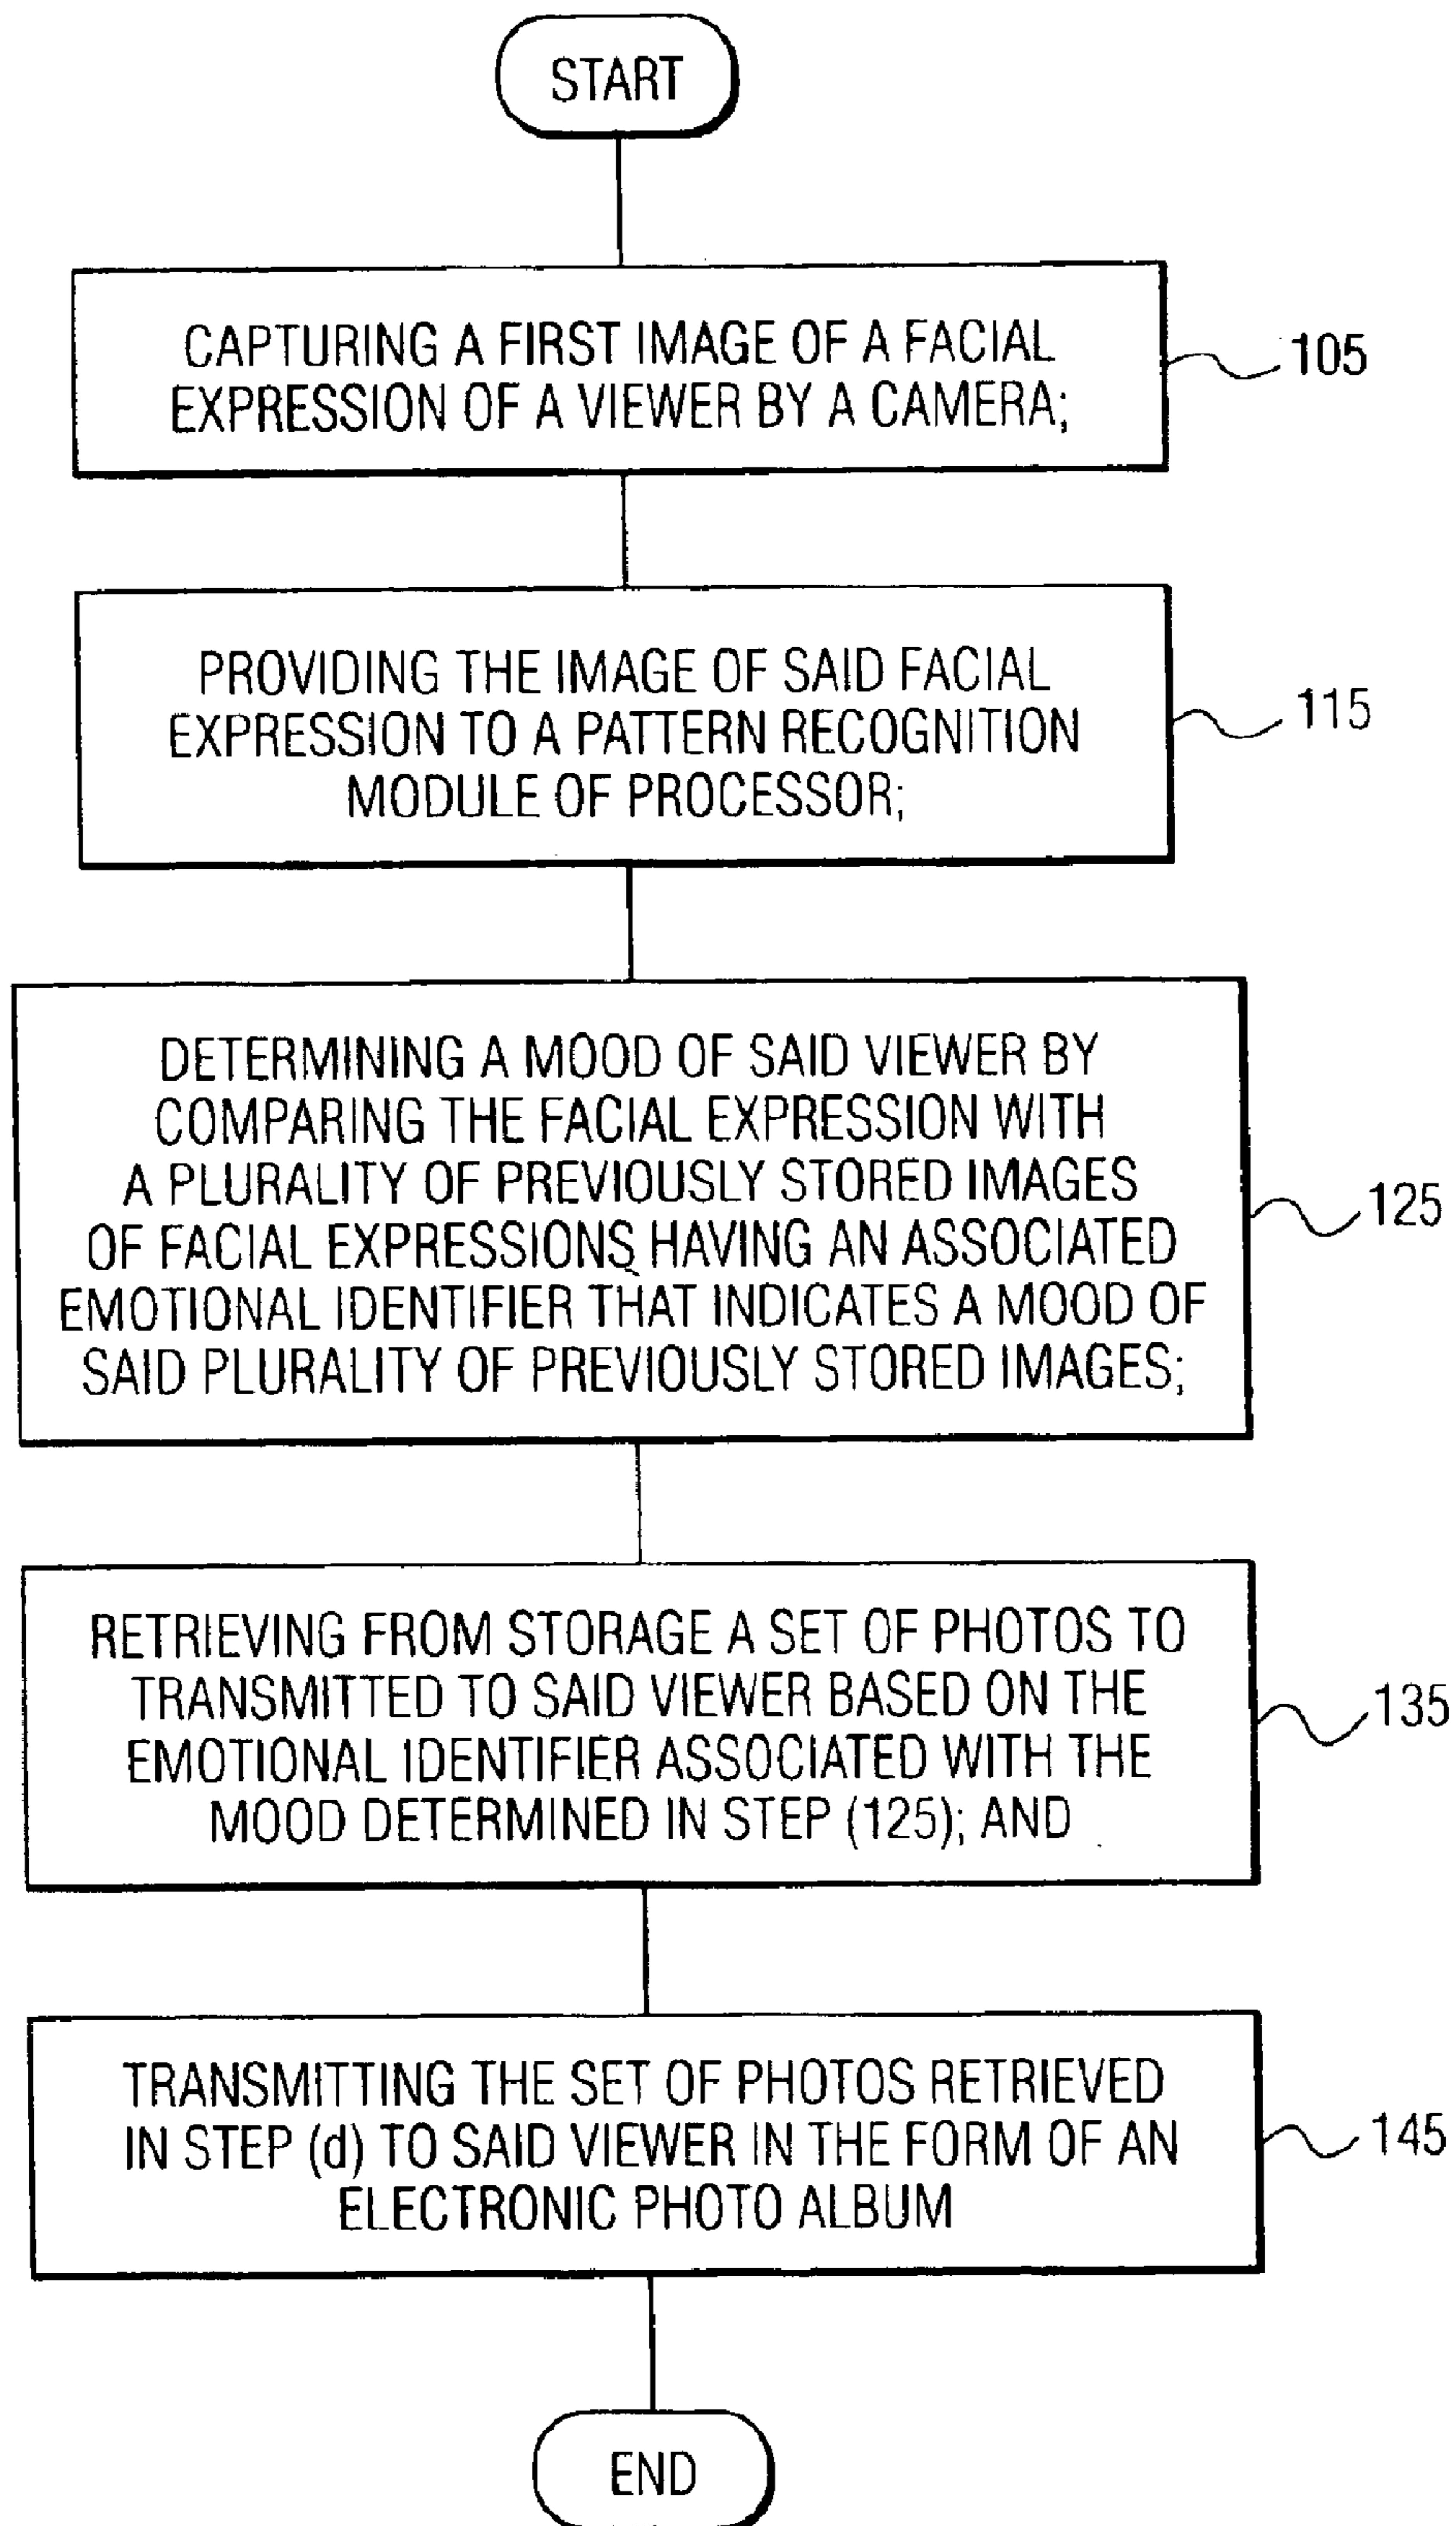 START
CAPTURING A FIRST IMAGE OF A FACIAL
EXPRESSION OF A VIEWER BY A CAMERA;
105
PROVIDING THE IMAGE OF SAID FACIAL
EXPRESSION TO A PATTERN RECOGNITION
MODULE OF PROCESSOR;
115
DETERMINING A MOOD OF SAID VIEWER BY
COMPARING THE FACIAL EXPRESSION WITH
A PLURALITY OF PREVIOUSLY STORED IMAGES
OF FACIAL EXPRESSIONS HAVING AN ASSOCIATED
EMOTIONAL IDENTIFIER THAT INDICATES A MOOD OF
SAID PLURALITY OF PREVIOUSLY STORED IMAGES;
125
RETRIEVING FROM STORAGE A SET OF PHOTOS TO
TRANSMITTED TO SAID VIEWER BASED ON THE
EMOTIONAL IDENTIFIER ASSOCIATED WITH THE
MOOD DETERMINED IN STEP (125); AND
135
TRANSMITTING THE SET OF PHOTOS RETRIEVED
IN STEP (d) TO SAID VIEWER IN THE FORM OF AN
ELECTRONIC PHOTO ALBUM
145
END